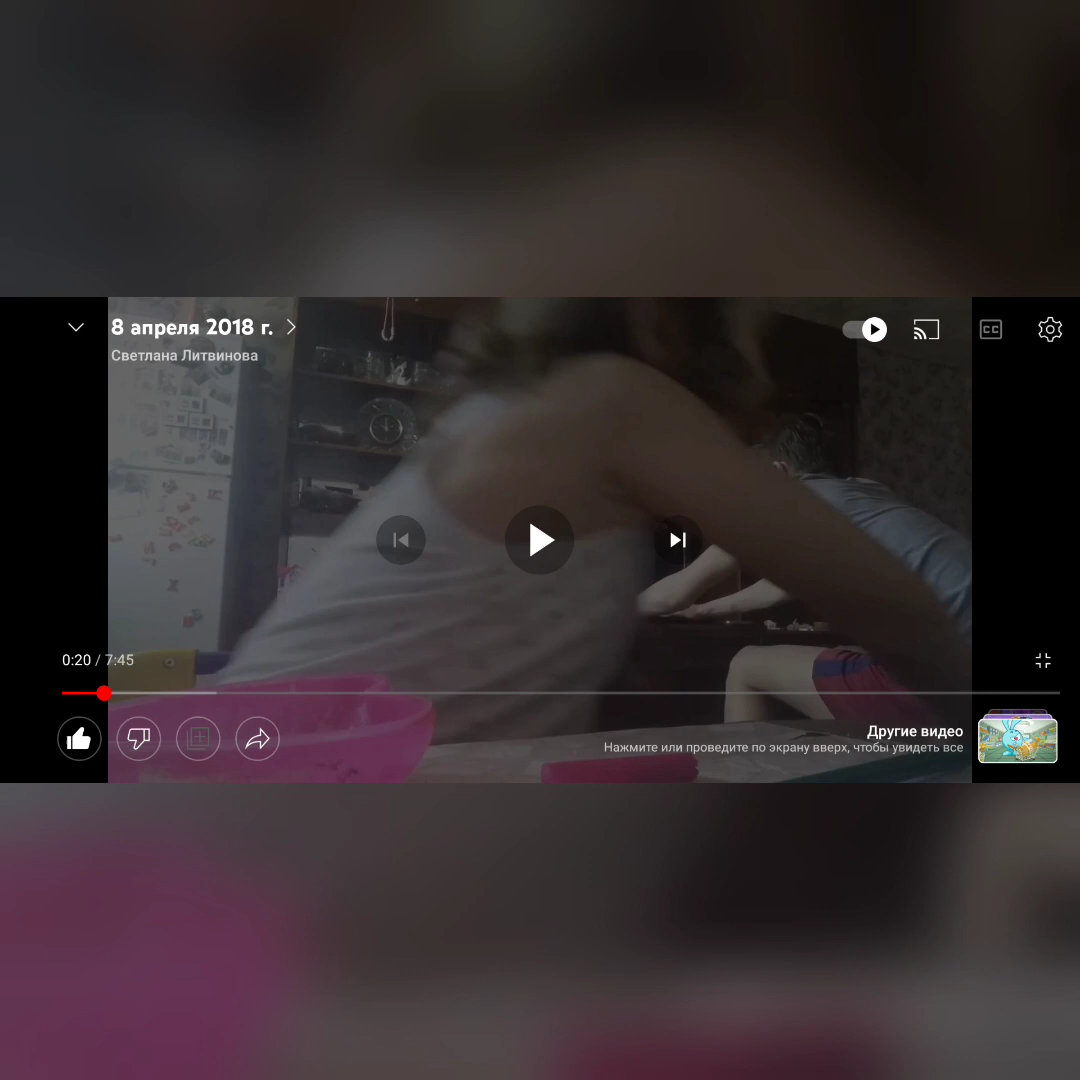 8 апреля 2018 г.
Светлана Литвинова
CC
0:20 / 7:45
Другие видео
Нажмите или проведите по экрану вверх, чтобы увидеть все